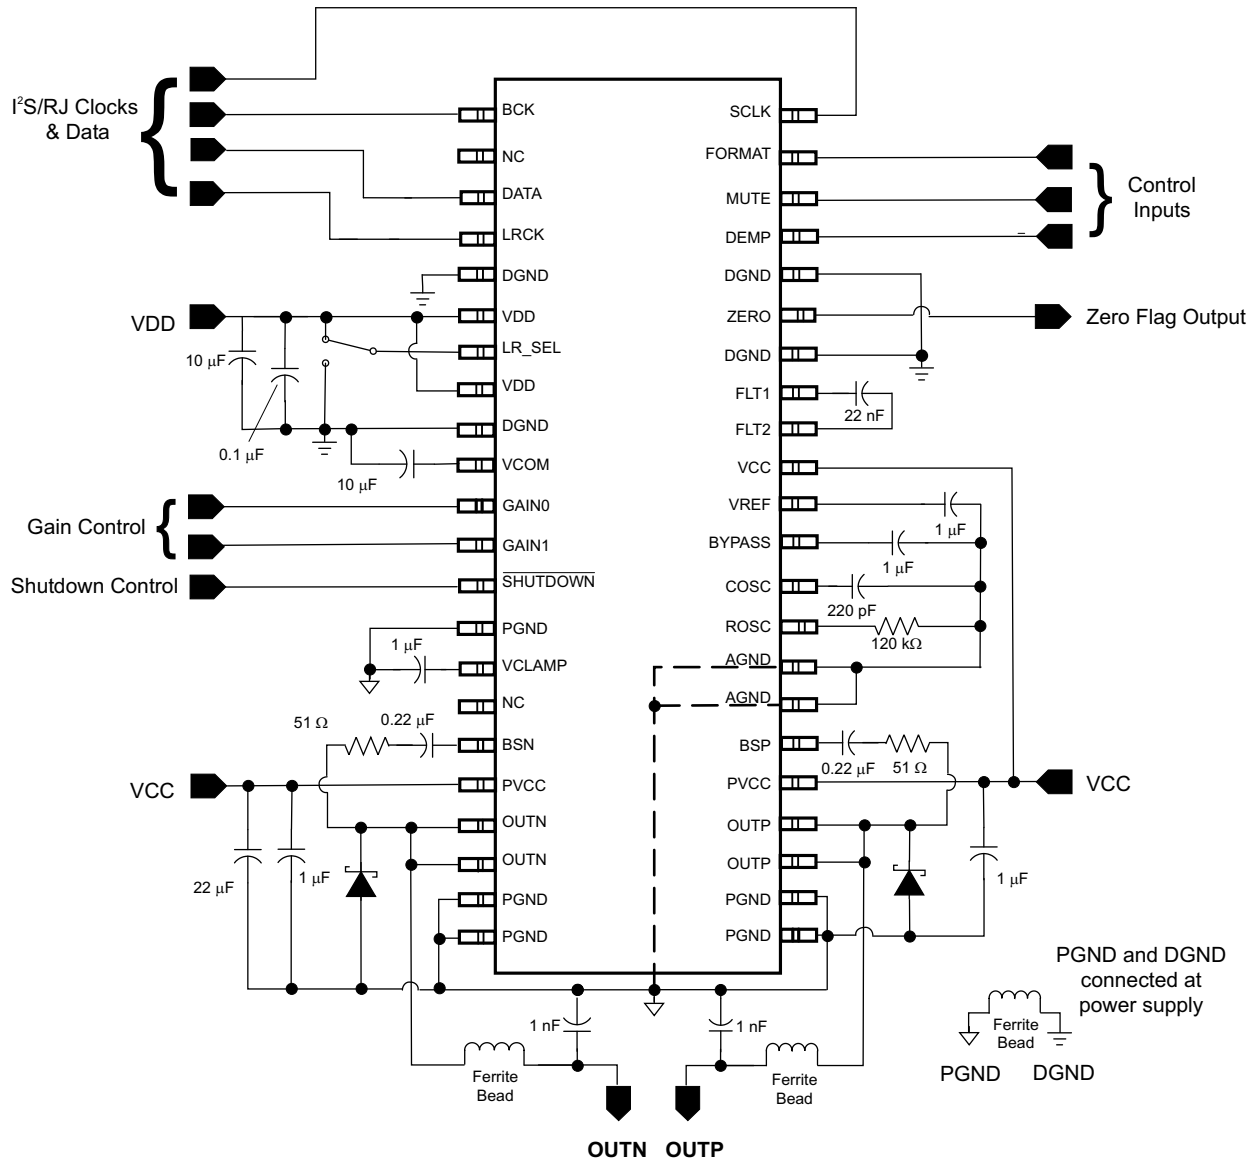 I²S/RJ Clocks
& Data
BCK
NC
DATA
LRCK
DGND
VDD
VDD
LR_SEL
VDD
10 μF
0.1 μF
DGND
VCOM
10 μF
Gain Control
GAIN0
GAIN1
Shutdown Control
SHUTDOWN
PGND
1 μF
VCLAMP
NC
51 Ω
0.22 μF
BSN
VCC
PVCC
OUTN
OUTN
22 μF
1 μF
PGND
PGND
SCLK
FORMAT
MUTE
DEMP
Control
Inputs
DGND
ZERO
Zero Flag Output
DGND
FLT1
22 nF
FLT2
VCC
VREF
1 μF
BYPASS
1 μF
COSC
220 pF
ROSC
120 kΩ
AGND
AGND
BSP
0.22 μF
51 Ω
PVCC
VCC
OUTP
OUTP
1 μF
PGND
PGND
PGND and DGND
connected at
power supply
Ferrite
Bead
PGND
DGND
1 nF
1 nF
Ferrite
Bead
Ferrite
Bead
OUTN
OUTP